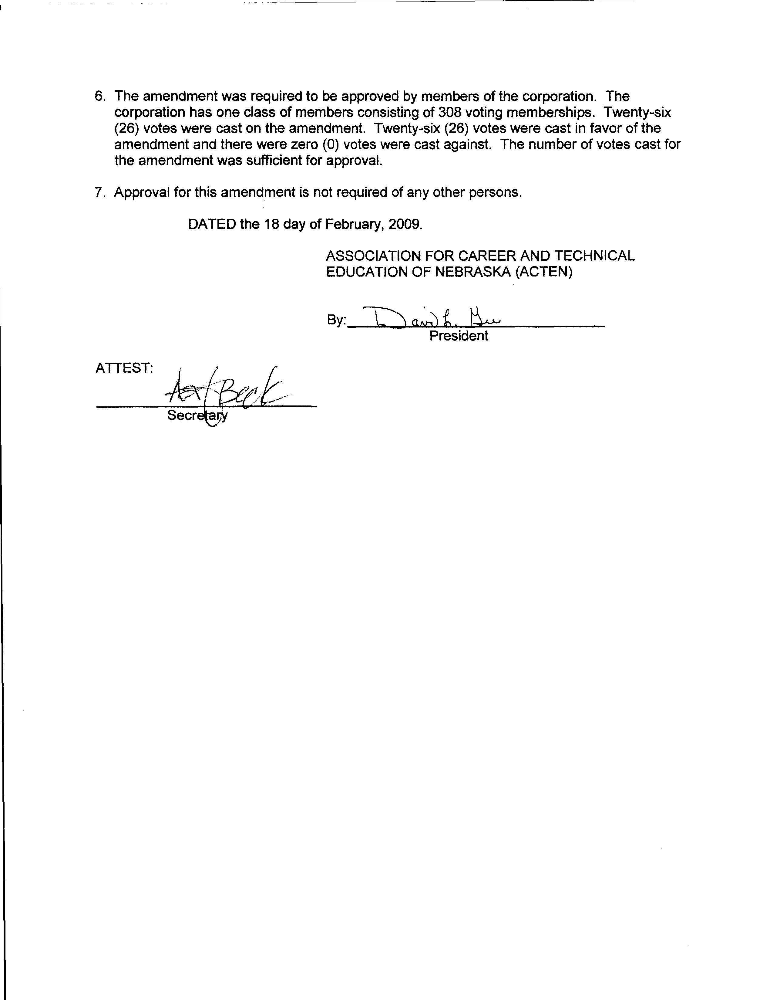 6. The amendment was required to be approved by members of the corporation. The
corporation has one class of members consisting of 308 voting memberships. Twenty-six
(26) votes were cast on the amendment. Twenty-six (26) votes were cast in favor of the
amendment and there were zero (0) votes were cast against. The number of votes cast for
the amendment was sufficient for approval.
7. Approval for this amendment is not required of any other persons.
DATED the 18 day of February, 2009.
ASSOCIATION FOR CAREER AND TECHNICAL
EDUCATION OF NEBRASKA (ACTEN)
By: David L.
President
ATTEST:
Beck
Secretary